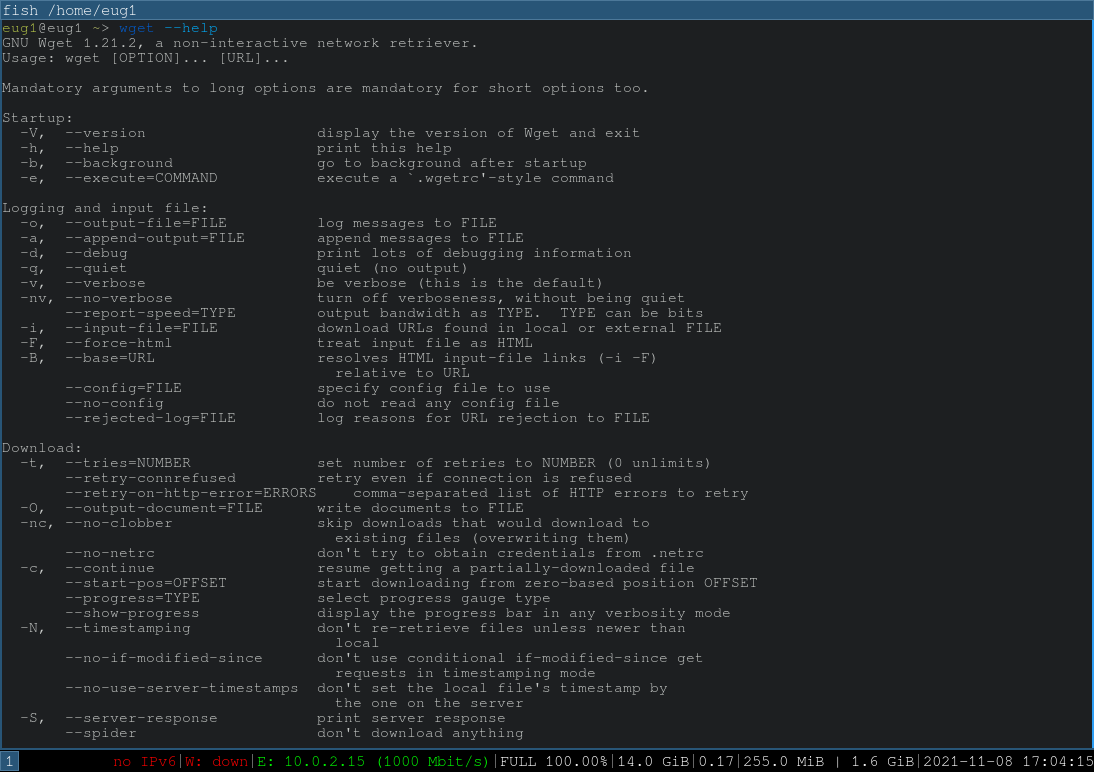 fish /home/eug1
eug1@eug1 ~> wget --help
GNU Wget 1.21.2, a non-interactive network retriever.
Usage: wget [OPTION]... [URL]...
Mandatory arguments to long options are mandatory for short options too.
Startup:
  -V,  --version                   display the version of Wget and exit
  -h,  --help                      print this help
  -b,  --background                go to background after startup
  -e,  --execute=COMMAND           execute a `.wgetrc'-style command
Logging and input file:
  -o,  --output-file=FILE          log messages to FILE
  -a,  --append-output=FILE        append messages to FILE
  -d,  --debug                     print lots of debugging information
  -q,  --quiet                     quiet (no output)
  -v,  --verbose                   be verbose (this is the default)
  -nv, --no-verbose                turn off verboseness, without being quiet
       --report-speed=TYPE         output bandwidth as TYPE.  TYPE can be bits
  -i,  --input-file=FILE           download URLs found in local or external FILE
  -F,  --force-html                treat input file as HTML
  -B,  --base=URL                  resolves HTML input-file links (-i -F)
                                     relative to URL
       --config=FILE               specify config file to use
       --no-config                 do not read any config file
       --rejected-log=FILE         log reasons for URL rejection to FILE
Download:
  -t,  --tries=NUMBER              set number of retries to NUMBER (0 unlimits)
       --retry-connrefused         retry even if connection is refused
       --retry-on-http-error=ERRORS    comma-separated list of HTTP errors to retry
  -O,  --output-document=FILE      write documents to FILE
  -nc, --no-clobber                skip downloads that would download to
                                     existing files (overwriting them)
       --no-netrc                  don't try to obtain credentials from .netrc
  -c,  --continue                  resume getting a partially-downloaded file
       --start-pos=OFFSET          start downloading from zero-based position OFFSET
       --progress=TYPE             select progress gauge type
       --show-progress             display the progress bar in any verbosity mode
  -N,  --timestamping              don't re-retrieve files unless newer than
                                     local
       --no-if-modified-since      don't use conditional if-modified-since get
                                     requests in timestamping mode
       --no-use-server-timestamps  don't set the local file's timestamp by
                                     the one on the server
  -S,  --server-response           print server response
       --spider                    don't download anything
1 no IPv6|W: down|E: 10.0.2.15 (1000 Mbit/s)|FULL 100.00%|14.0 GiB|0.17|255.0 MiB | 1.6 GiB|2021-11-08 17:04:15